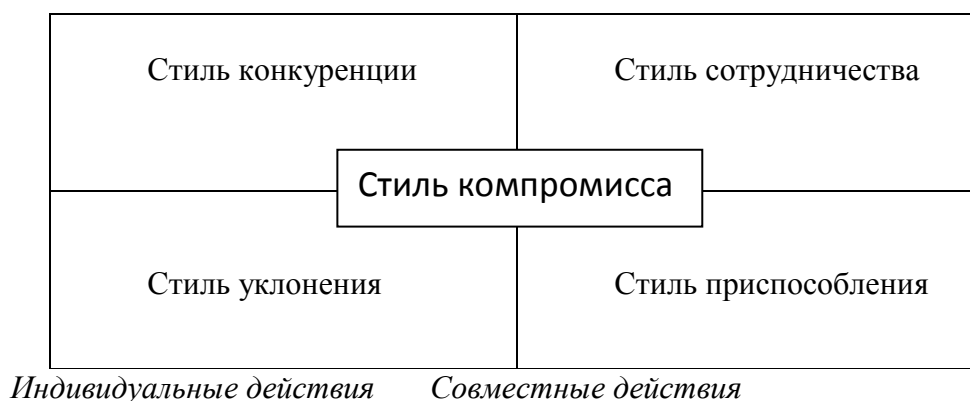 Стиль конкуренции
Стиль сотрудничества
Стиль компромисса
Стиль уклонения
Стиль приспособления
Индивидуальные действия Совместные действия